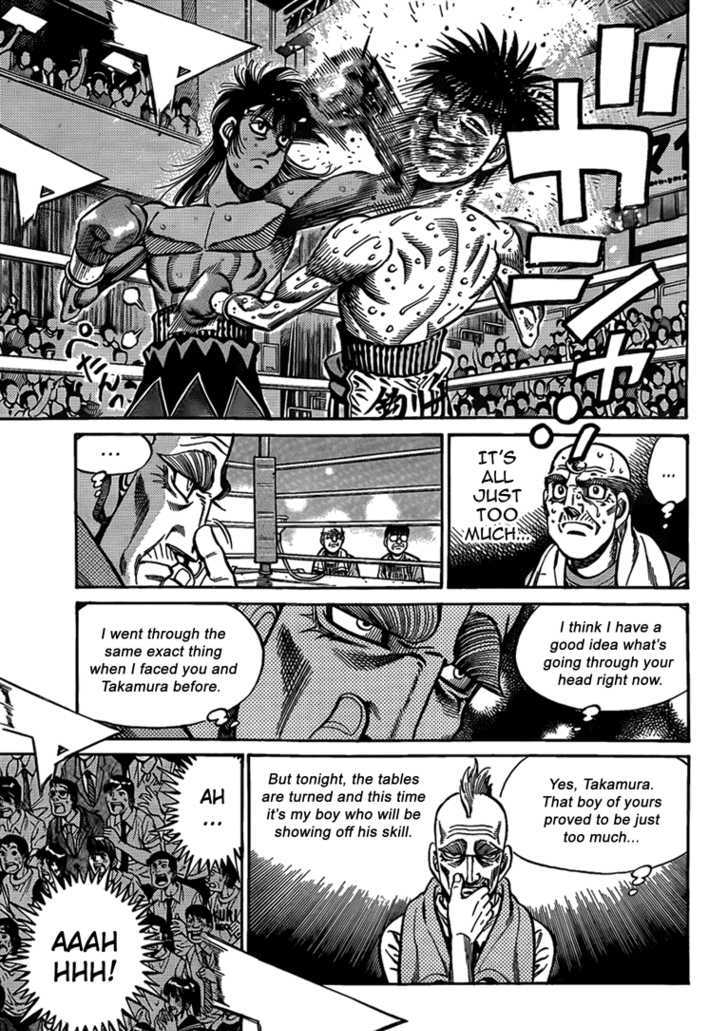 ...
IT'S
ALL
JUST
TOO
MUCH...
...
I think I have a
good idea what's
going through your
head right now.
I went through the
same exact thing
when I faced you and
Takamura before.
Yes, Takamura.
That boy of yours
proved to be just
too much...
But tonight, the tables
are turned and this time
it's my boy who will be
showing off his skill.
AH
...
AAAH
HHH!